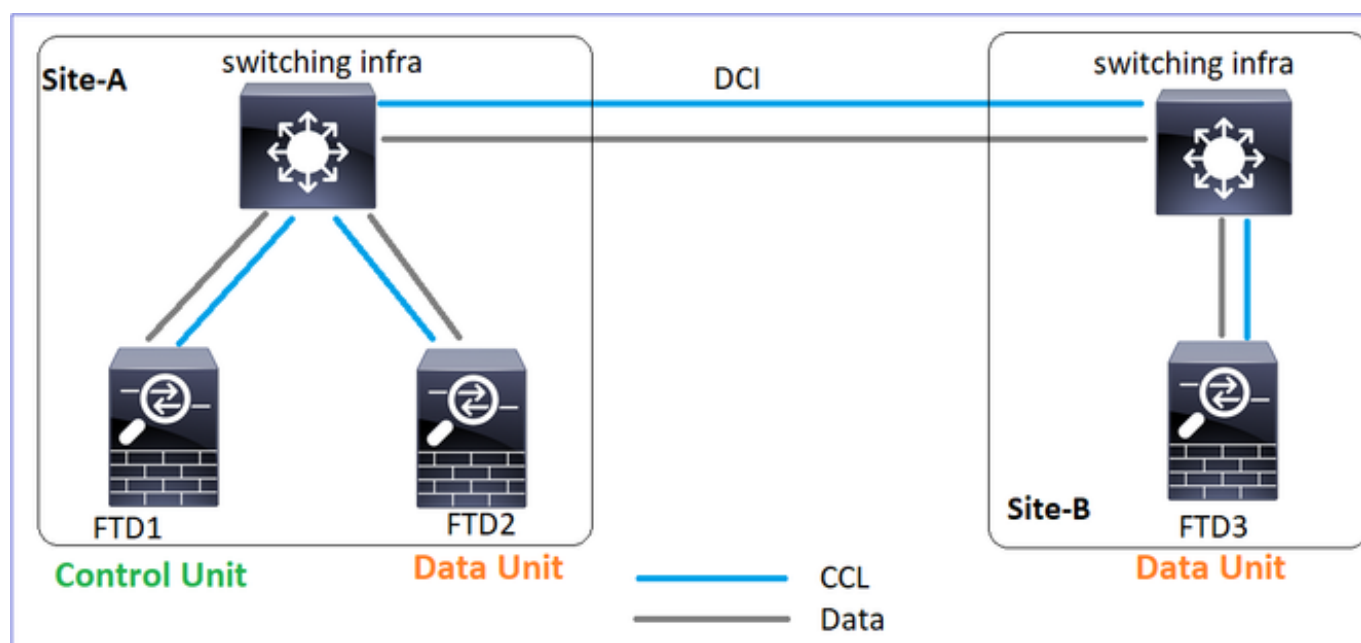 Site-A
switching infra
DCI
switching infra
FTD1
FTD2
Control Unit
Data Unit
Site-B
FTD3
Data Unit
CCL
Data